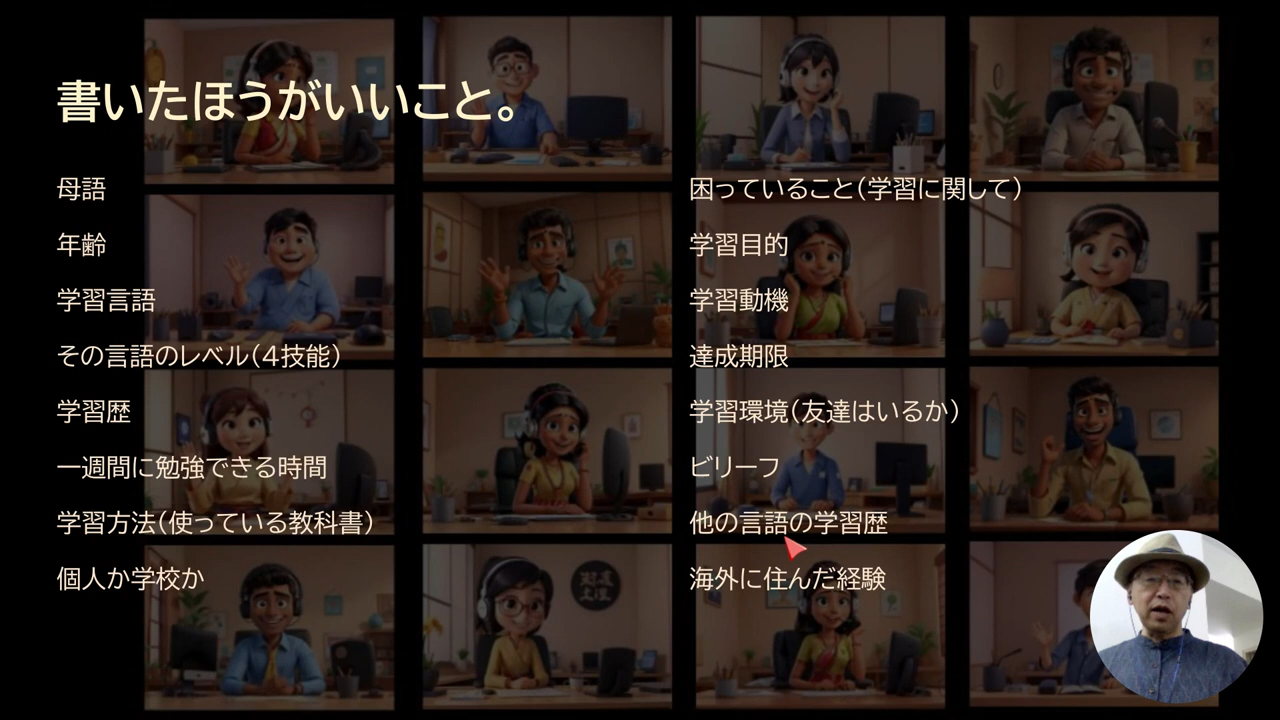 書いたほうがいいこと。
母語
年齢
学習言語
その言語のレベル（4技能）
学習歴
一週間に勉強できる時間
学習方法（使っている教科書）
個人か学校か
困っていること（学習に関して）
学習目的
学習動機
達成期限
学習環境（友達はいるか）
ビリーフ
他の言語の学習歴
海外に住んだ経験